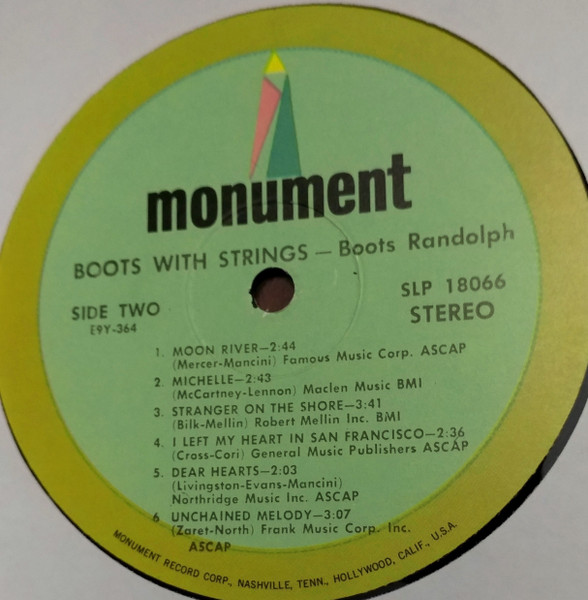 monument
BOOTS WITH STRINGS — Boots Randolph
SIDE TWO
E9Y-364
SLP 18066
STEREO
1. MOON RIVER—2:44
(Mercer-Mancini) Famous Music Corp. ASCAP
2. MICHELLE—2:43
(McCartney-Lennon) Maclen Music BMI
3. STRANGER ON THE SHORE—3:41
(Bilk-Mellin) Robert Mellin Inc. BMI
4. I LEFT MY HEART IN SAN FRANCISCO—2:36
(Cross-Cori) General Music Publishers ASCAP
5. DEAR HEARTS—2:03
(Livingston-Evans-Mancini)
Northridge Music Inc. ASCAP
6 UNCHAINED MELODY—3:07
(Zaret-North) Frank Music Corp. Inc.
ASCAP
MONUMENT RECORD CORP., NASHVILLE, TENN., HOLLYWOOD, CALIF., U.S.A.